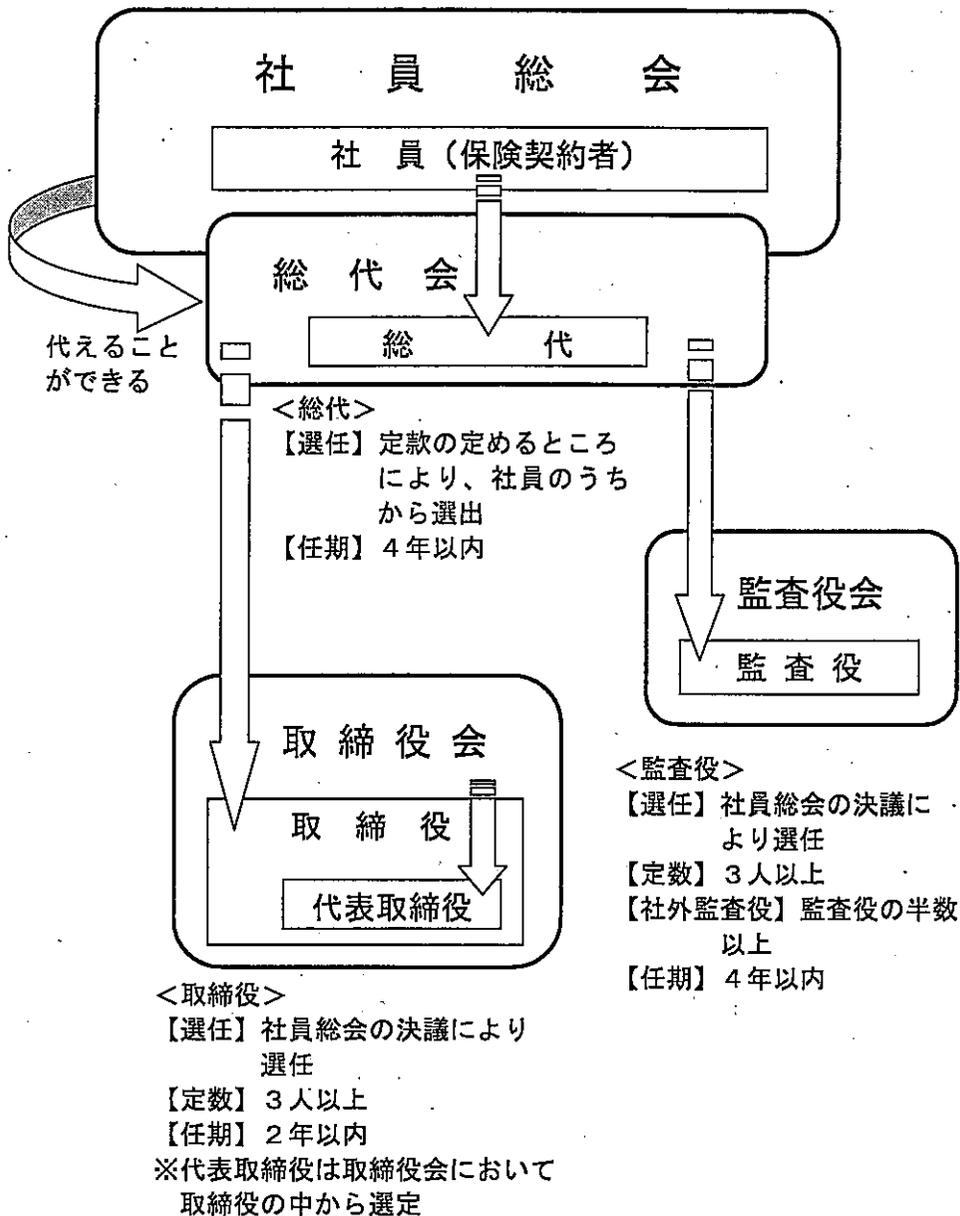 社員総会
社員(保険契約者)
総代会
総代
代えること
ができる
<総代>
【選任】定款の定めるところ
により、社員のうち
から選出
【任期】4年以内
監査役会
監査役
<監査役>
【選任】社員総会の決議に
より選任
【定数】3人以上
【社外監査役】監査役の半数
以上
【任期】4年以内
取締役会
取締役
代表取締役
<取締役>
【選任】社員総会の決議により
選任
【定数】3人以上
【任期】2年以内
※代表取締役は取締役会において
取締役の中から選定